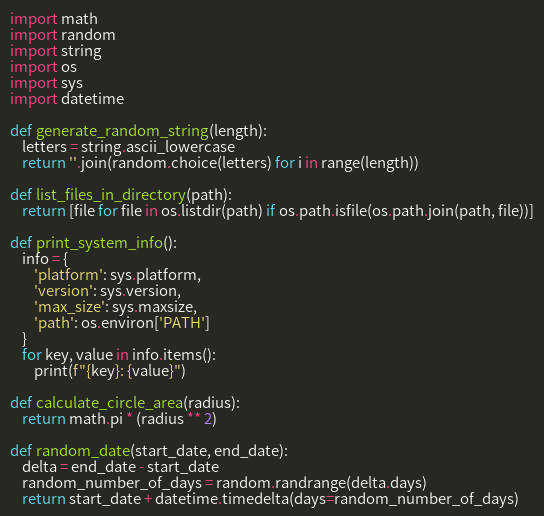 import math
import random
import string
import os
import sys
import datetime

def generate_random_string(length):
    letters = string.ascii_lowercase
    return ''.join(random.choice(letters) for i in range(length))

def list_files_in_directory(path):
    return [file for file in os.listdir(path) if os.path.isfile(os.path.join(path, file))]

def print_system_info():
    info = {
        'platform': sys.platform,
        'version': sys.version,
        'max_size': sys.maxsize,
        'path': os.environ['PATH']
    }
    for key, value in info.items():
        print(f"{key}: {value}")

def calculate_circle_area(radius):
    return math.pi * (radius ** 2)

def random_date(start_date, end_date):
    delta = end_date - start_date
    random_number_of_days = random.randrange(delta.days)
    return start_date + datetime.timedelta(days=random_number_of_days)